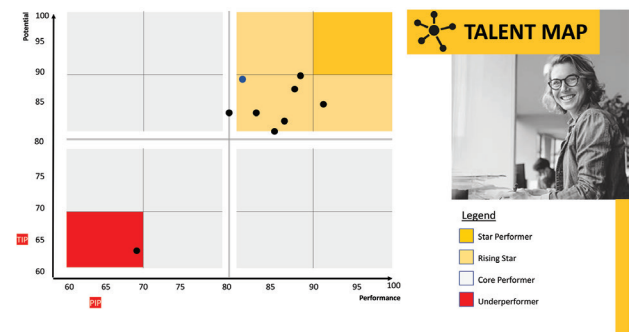 Potential
100
95
90
85
80
75
70
TIP
65
60
60
65
70
75
80
85
90
95
100
Performance
PIP
TALENT MAP
Legend
Star Performer
Rising Star
Core Performer
Underperformer